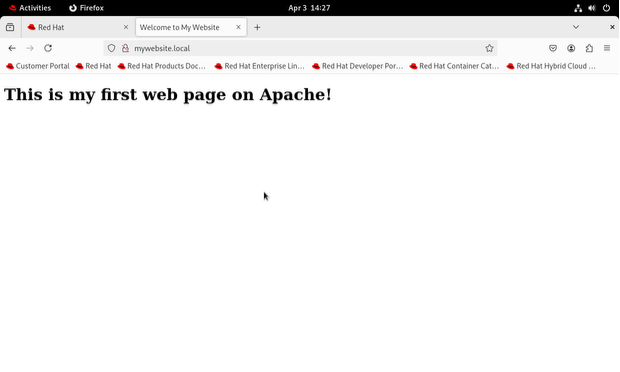 Activities Firefox Apr 3 14:27
Red Hat Welcome to My Website
mywebsite.local
Customer Portal Red Hat Red Hat Products Doc... Red Hat Enterprise Lin... Red Hat Developer Por... Red Hat Container Cat... Red Hat Hybrid Cloud ...
This is my first web page on Apache!